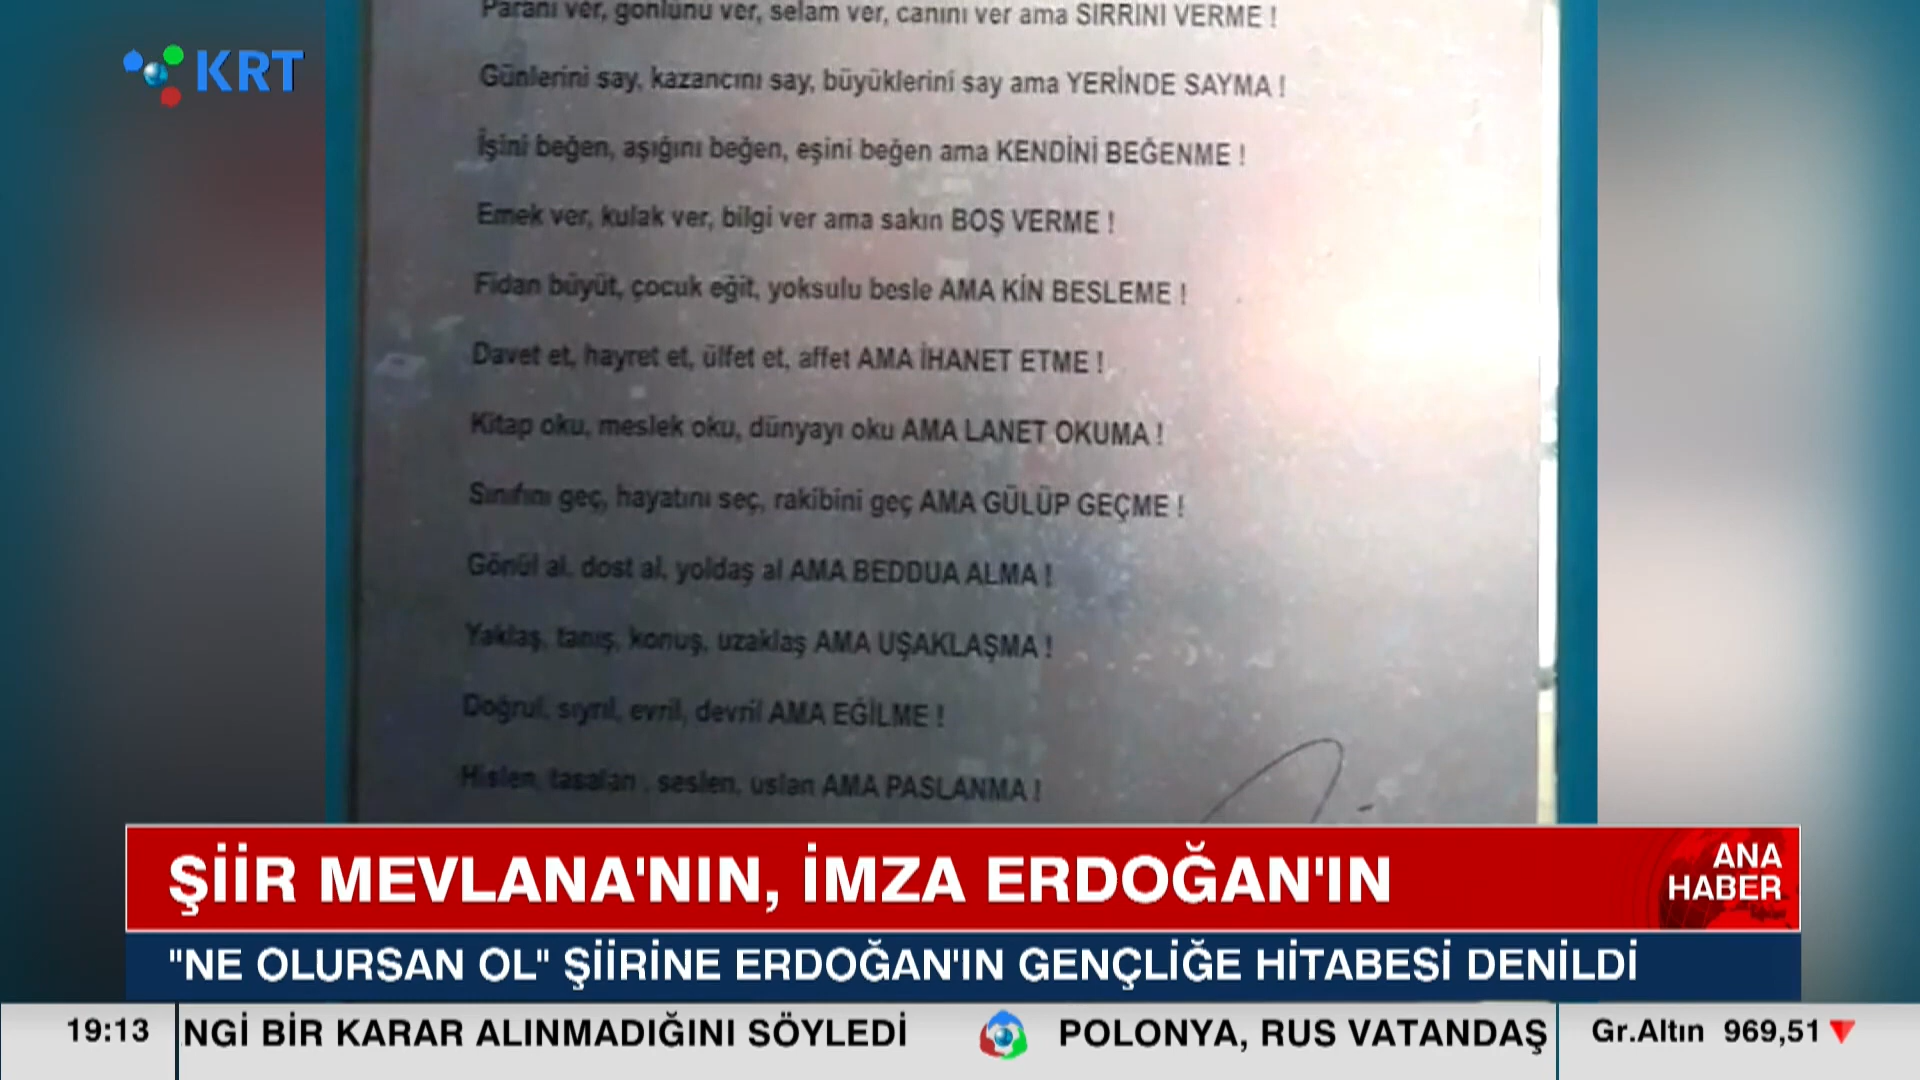 Paranı ver, gönlünü ver, selam ver, canını ver ama SIRRINI VERME !
KRT
Günlerini say, kazancını say, büyüklerini say ama YERİNDE SAYMA !
İşini beğen, aşığını beğen, eşini beğen ama KENDİNİ BEĞENME !
Emek ver, kulak ver, bilgi ver ama sakın BOŞ VERME !
Fidan büyüt, çocuk eğit, yoksulu besle AMA KİN BESLEME !
Davet et, hayret et, ülfet et, affet AMA İHANET ETME !
Kitap oku, meslek oku, dünyayı oku AMA LANET OKUMA !
Sınıfını geç, hayatını seç, rakibini geç AMA GÜLÜP GEÇME !
Gönül al, dost al, yoldaş al AMA BEDDUA ALMA !
Yaklaş, tanış, konuş, uzaklaş AMA UŞAKLAŞMA !
Doğrul, sıyrıl, evril, devril AMA EĞİLME !
Hislen, tasalan , seslen, uslan AMA PASLANMA !
ŞİİR MEVLANA'NIN, İMZA ERDOĞAN'IN
ANA HABER
"NE OLURSAN OL" ŞİİRİNE ERDOĞAN'IN GENÇLİĞE HİTABESİ DENİLDİ
19:13 NGİ BİR KARAR ALINMADIĞINI SÖYLEDİ POLONYA, RUS VATANDAŞ Gr.Altın 969,51